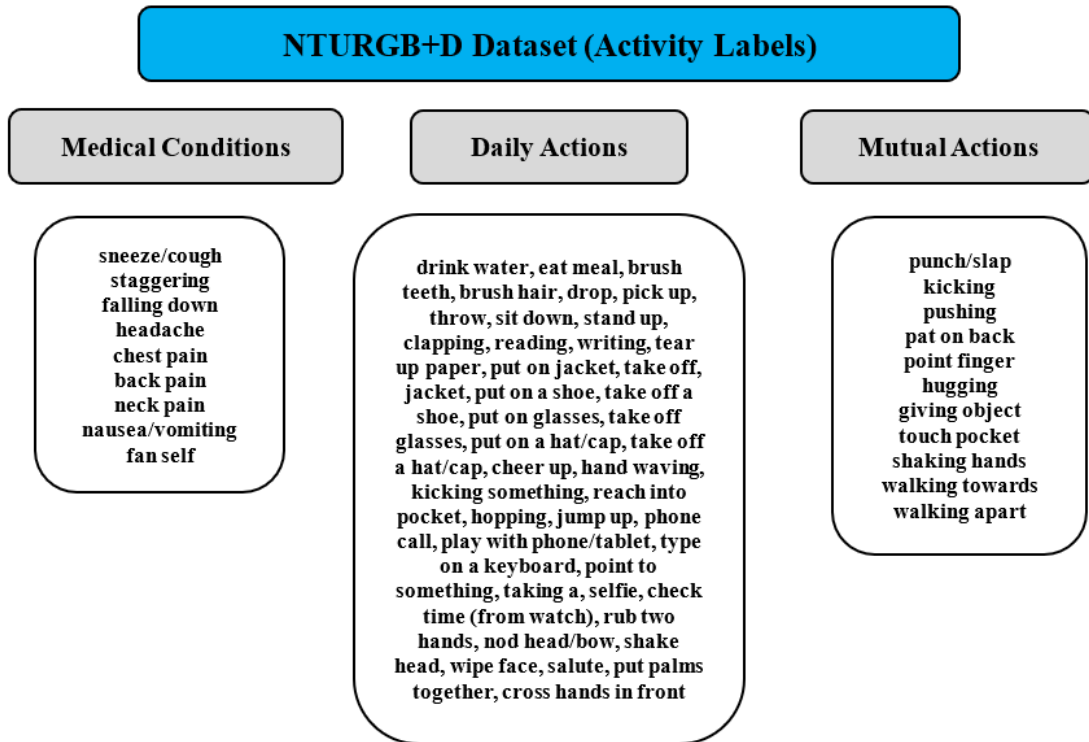 NTURGB+D Dataset (Activity Labels)
Medical Conditions
sneeze/cough
staggering
falling down
headache
chest pain
back pain
neck pain
nausea/vomiting
fan self
Daily Actions
drink water, eat meal, brush
teeth, brush hair, drop, pick up,
throw, sit down, stand up,
clapping, reading, writing, tear
up paper, put on jacket, take off,
jacket, put on a shoe, take off a
shoe, put on glasses, take off
glasses, put on a hat/cap, take off
a hat/cap, cheer up, hand waving,
kicking something, reach into
pocket, hopping, jump up, phone
call, play with phone/tablet, type
on a keyboard, point to
something, taking a, selfie, check
time (from watch), rub two
hands, nod head/bow, shake
head, wipe face, salute, put palms
together, cross hands in front
Mutual Actions
punch/slap
kicking
pushing
pat on back
point finger
hugging
giving object
touch pocket
shaking hands
walking towards
walking apart